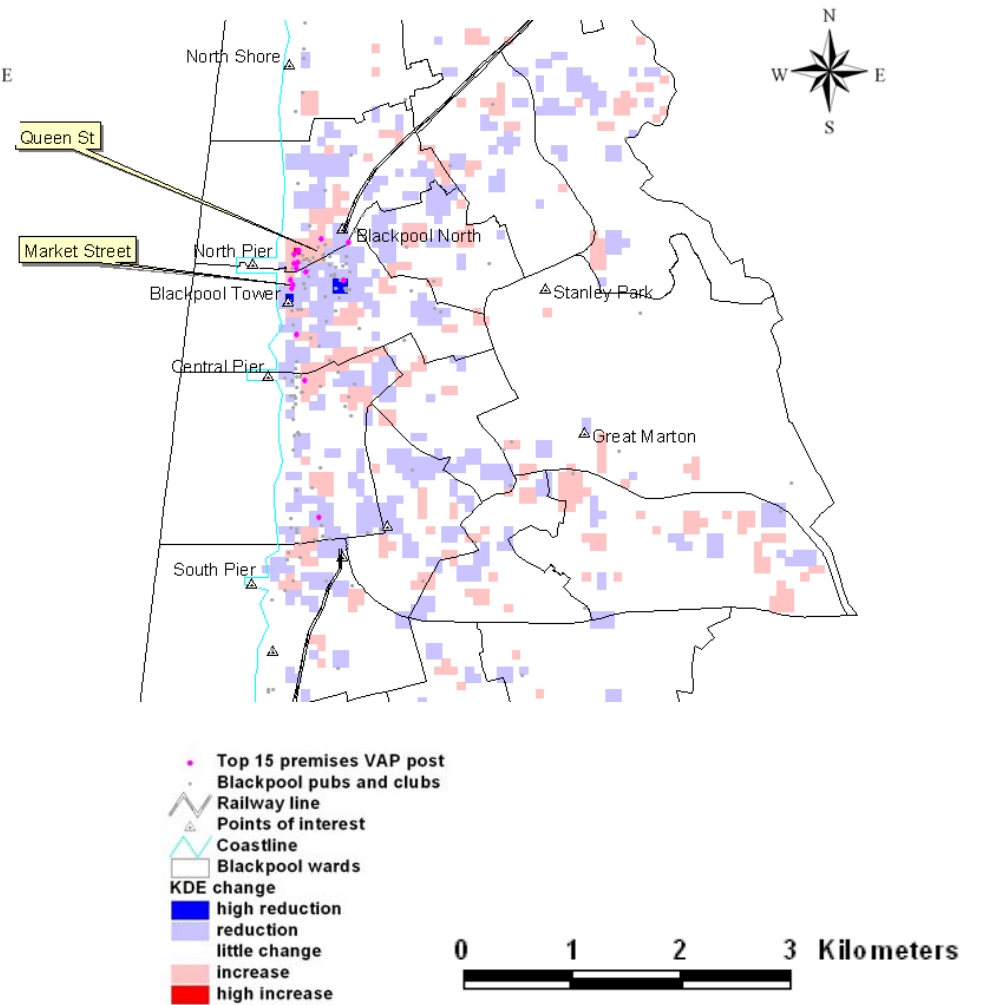 N
North Shore
E
W
E
S
Queen St
Blackpool North
North Pier
Market Street
Blackpool Tower
Stanley Park
Central Pier
Great Marton
South Pier
Top 15 premises VAP post
Blackpool pubs and clubs
Railway line
Points of interest
Coastline
Blackpool wards
KDE change
high reduction
reduction
little change
increase
high increase
0 1 2 3 Kilometers